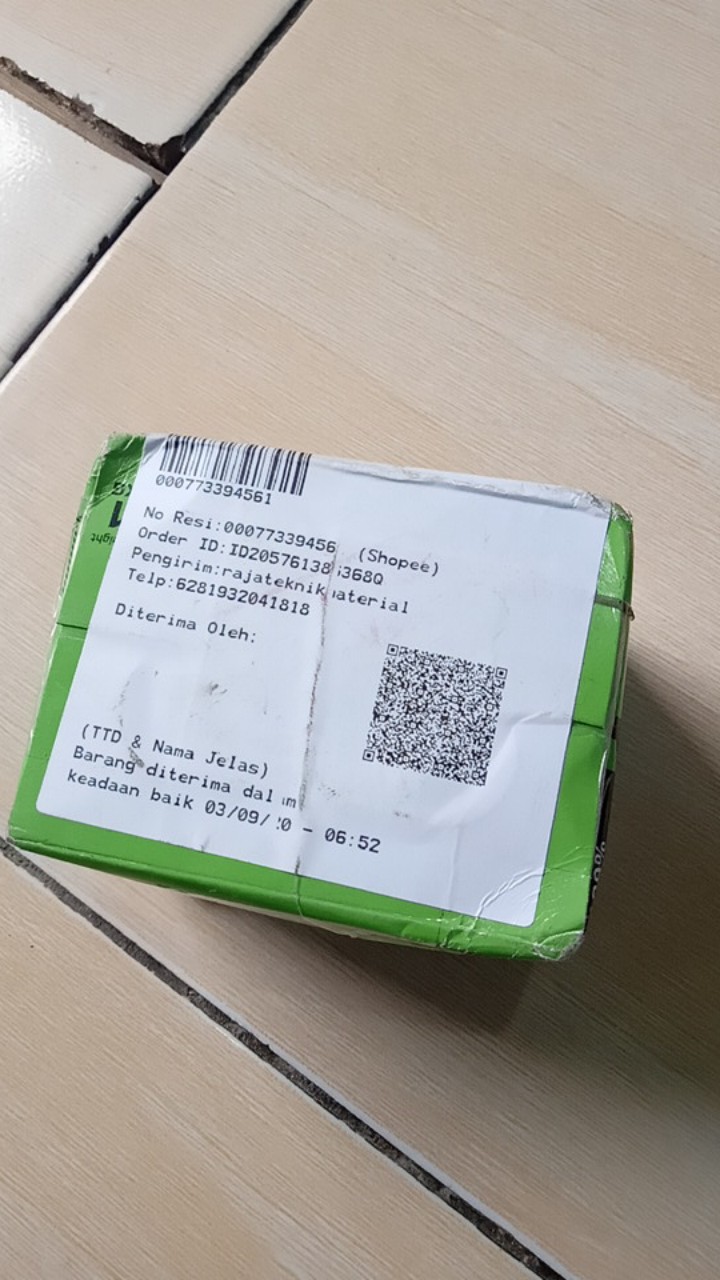 000773394561
No Resi:00077339456 (Shopee)
Order ID:
Pengirim:rajateknik
Telp:6281932041818
Diterima Oleh:
(TTD & Nama Jelas)
Barang diterima
keadaan baik - 06:52